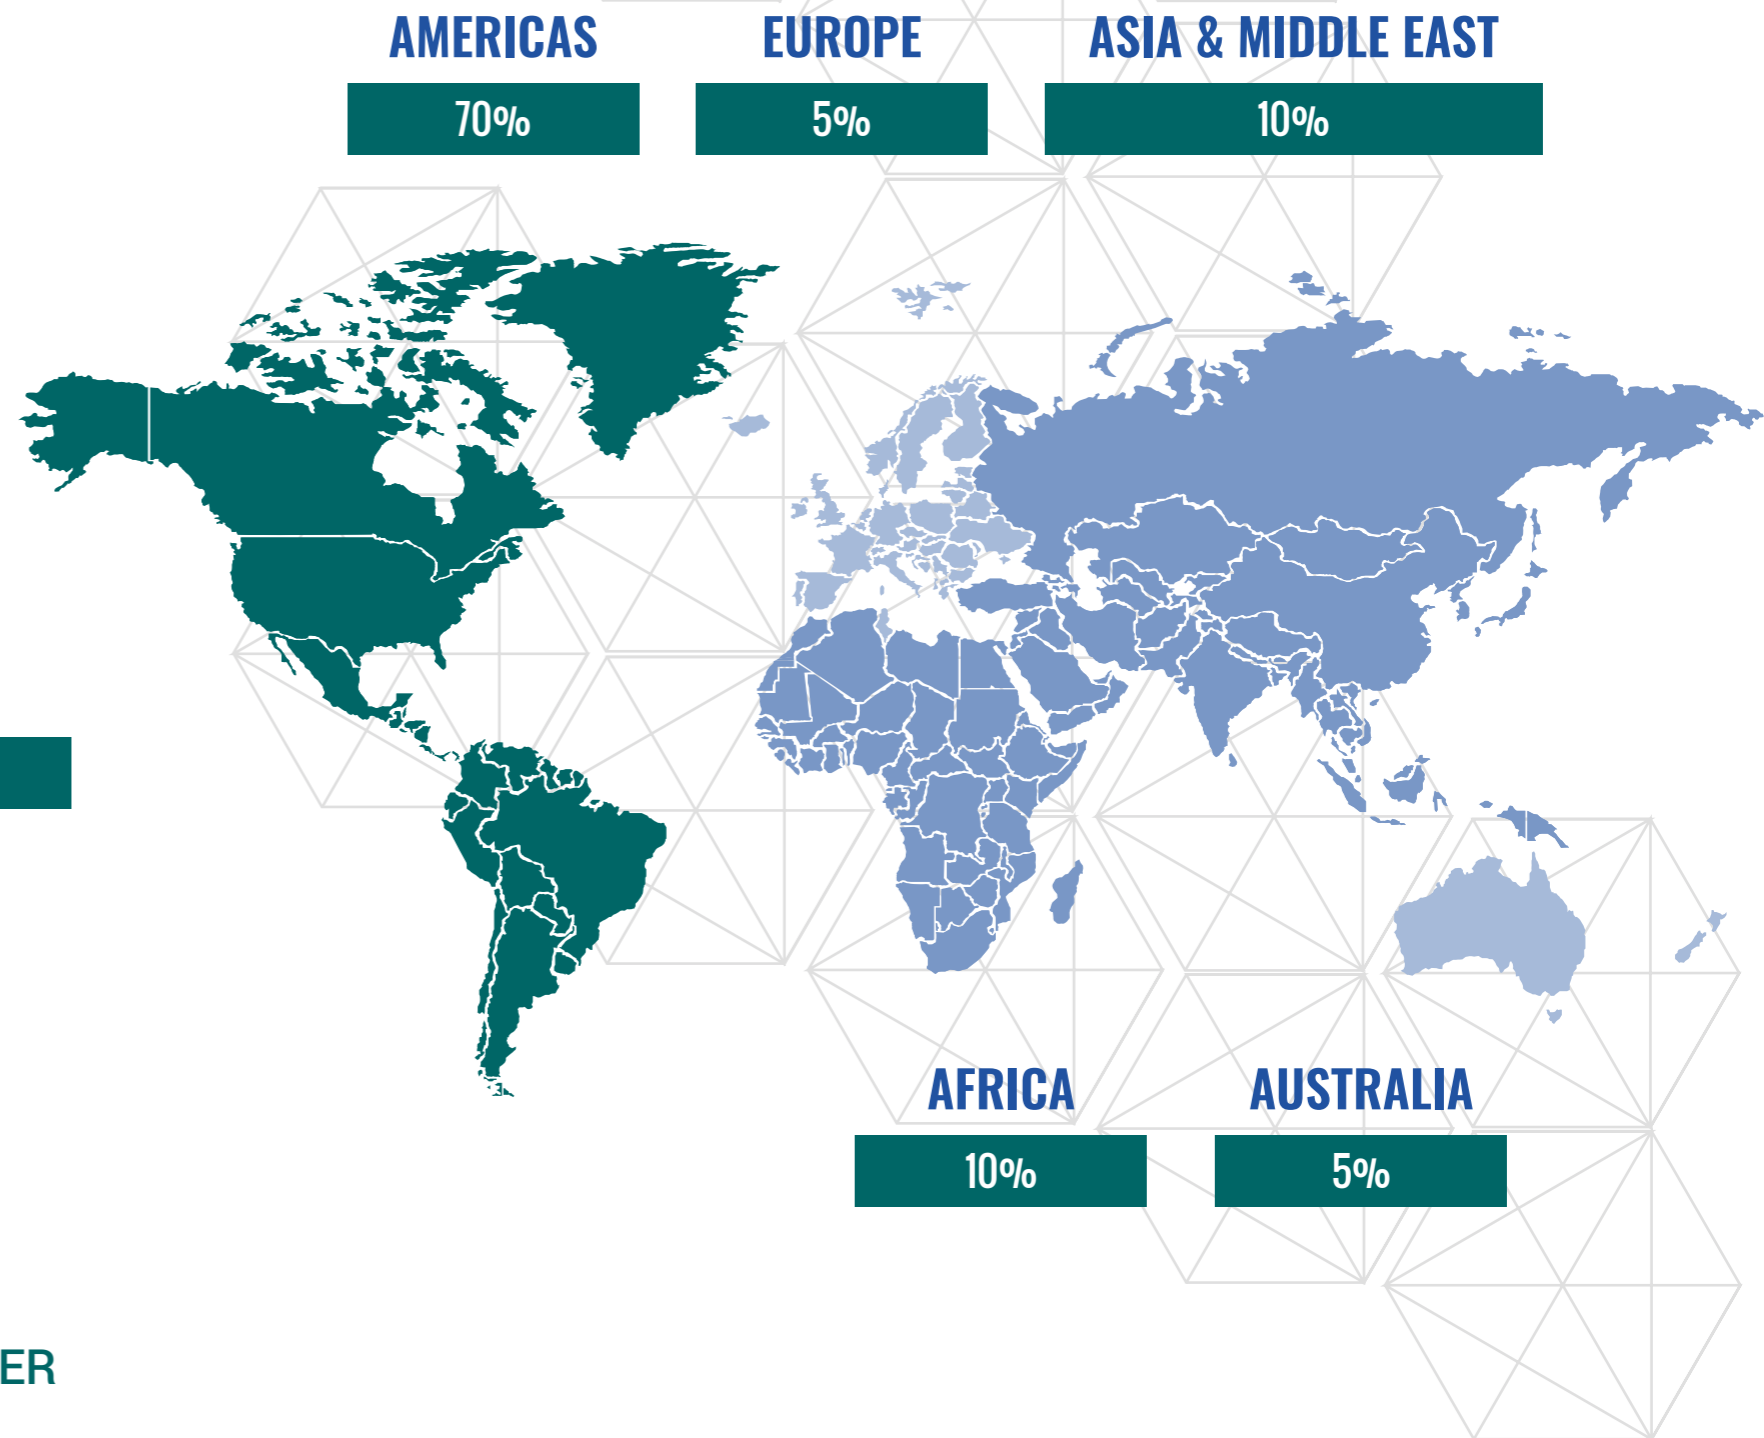 AMERICAS
70%
EUROPE
5%
ASIA & MIDDLE EAST
10%
AFRICA
10%
AUSTRALIA
5%
ER